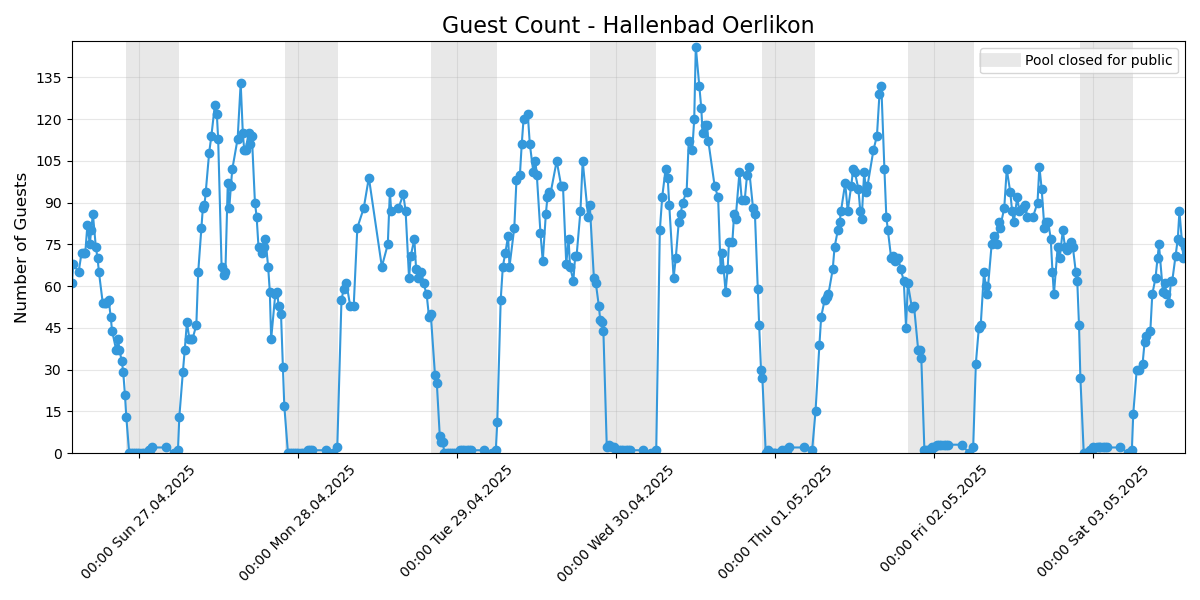 Guest Count - Hallenbad Oerlikon
Pool closed for public
Number of Guests
135
120
105
90
75
60
45
30
15
0
00:00 Sun 27.04.2025
00:00 Mon 28.04.2025
00:00 Tue 29.04.2025
00:00 Wed 30.04.2025
00:00 Thu 01.05.2025
00:00 Fri 02.05.2025
00:00 Sat 03.05.2025